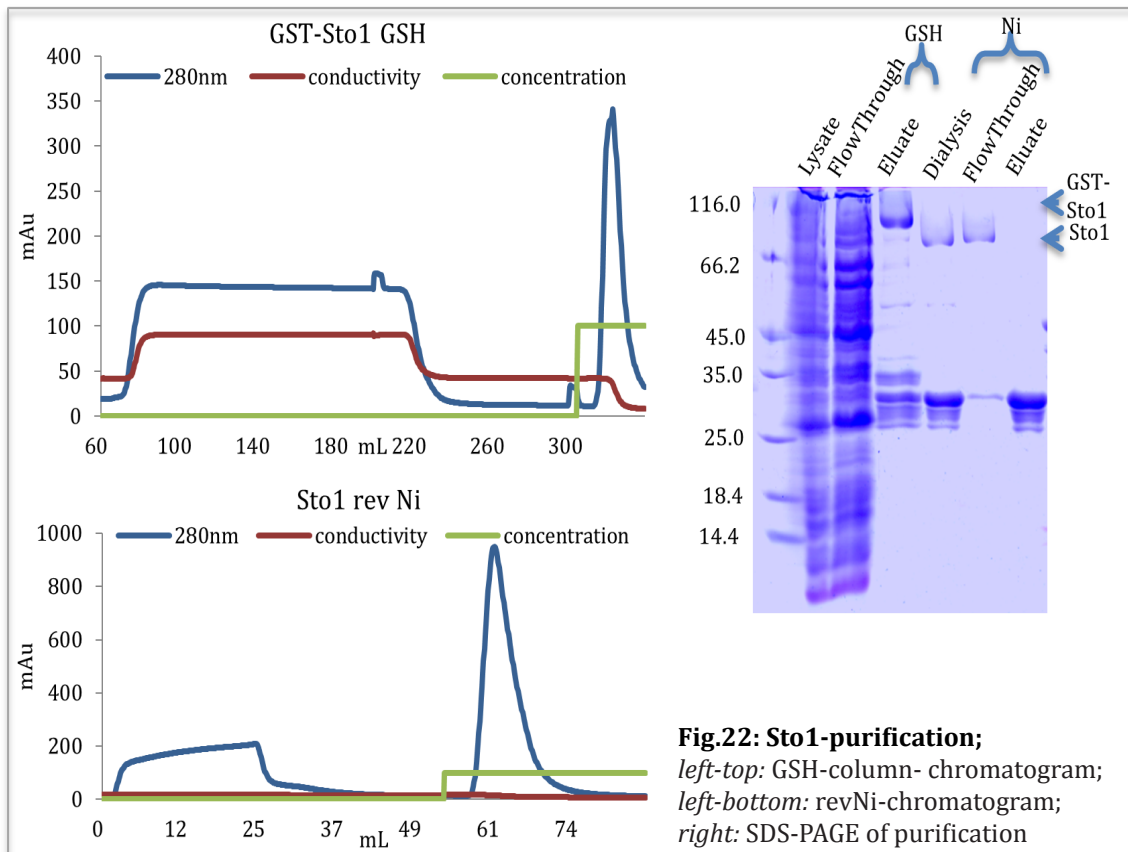 GST-Sto1 GSH
280nm conductivity concentration
400
350
300
250
200
150
100
50
0
mAu
60 100 140 180 mL 220 260 300
Sto1 rev Ni
280nm conductivity concentration
1000
800
600
400
200
0
mAu
0 12 25 37 mL 49 61 74
GSH Ni
Lysate FlowThrough Eluate Dialysis FlowThrough Eluate
116.0
66.2
45.0
35.0
25.0
18.4
14.4
GST-
Sto1
Sto1
Fig.22: Sto1-purification;
left-top: GSH-column- chromatogram;
left-bottom: revNi-chromatogram;
right: SDS-PAGE of purification